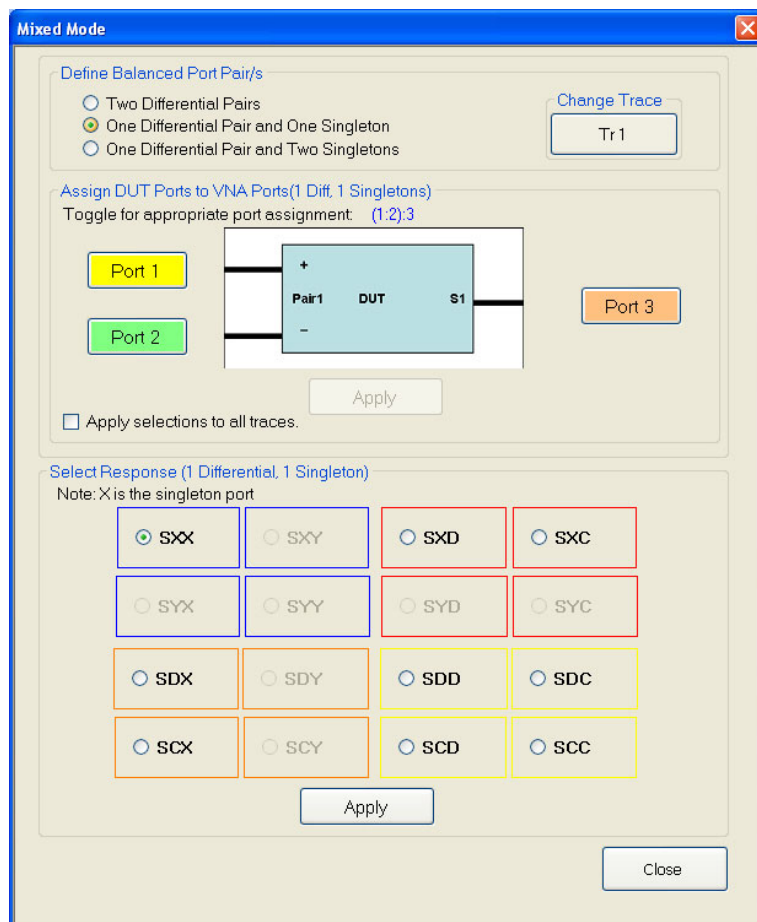 Mixed Mode
Define Balanced Port Pair/s
Two Differential Pairs
One Differential Pair and One Singleton
One Differential Pair and Two Singletons
Change Trace
Tr1
Assign DUT Ports to VNA Ports(1 Diff, 1 Singletons)
Toggle for appropriate port assignment: (1:2):3
Port 1
Port 2
+
Pair1 DUT S1
−
Port 3
Apply
Apply selections to all traces.
Select Response (1 Differential, 1 Singleton)
Note: X is the singleton port
SXX SXY SXD SXC
SYX SYY SYD SYC
SDX SDY SDD SDC
SCX SCY SCD SCC
Apply
Close